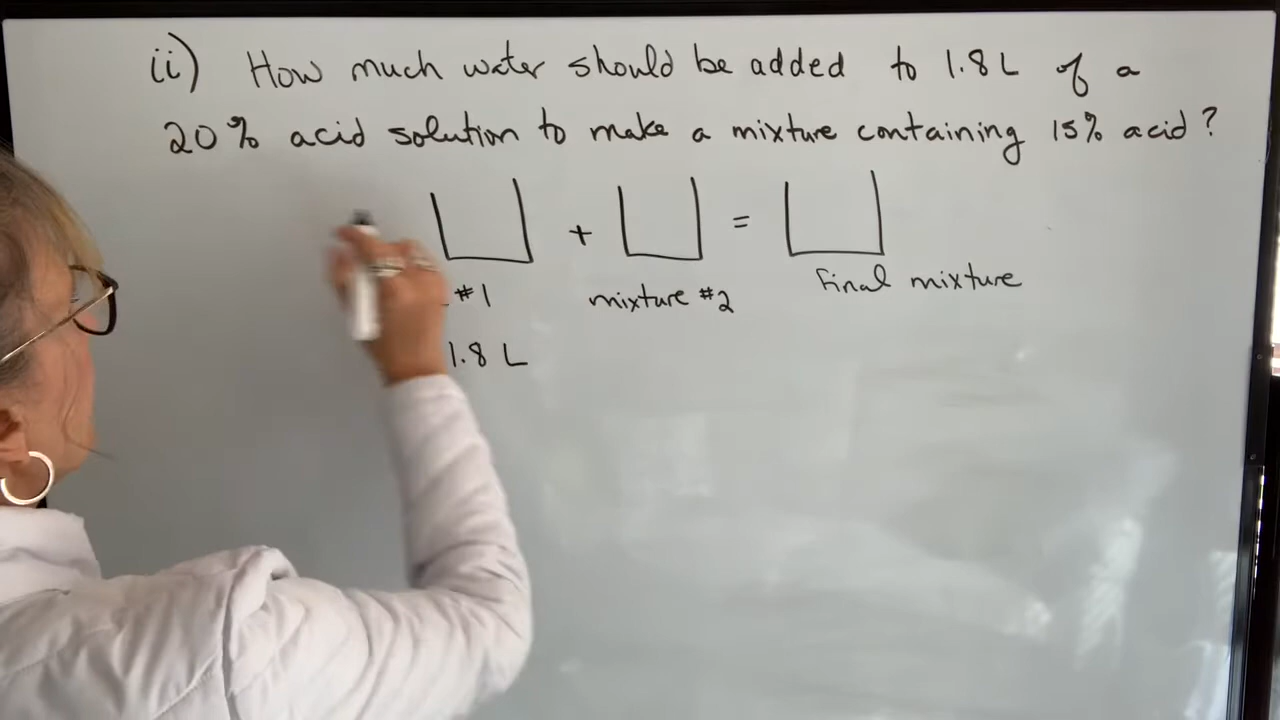 ii) How much water should be added to 1.8 L of a
20% acid solution to make a mixture containing 15% acid?
+ =
#1 mixture #2 Final mixture
1.8 L